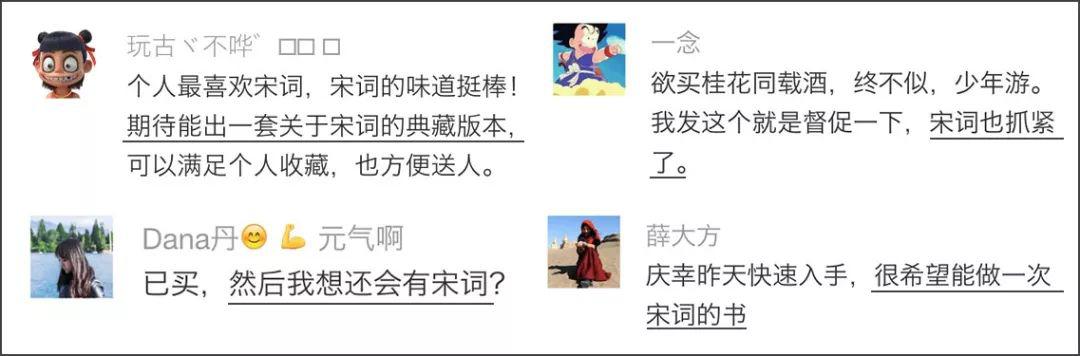 玩古ヾ不哗゛□□ □
个人最喜欢宋词，宋词的味道挺棒！
期待能出一套关于宋词的典藏版本，
可以满足个人收藏，也方便送人。
一念
欲买桂花同载酒，终不似，少年游。
我发这个就是督促一下，宋词也抓紧
了。
Dana丹😊 💪 元气啊
已买，然后我想还会有宋词？
薛大方
庆幸昨天快速入手，很希望能做一次
宋词的书